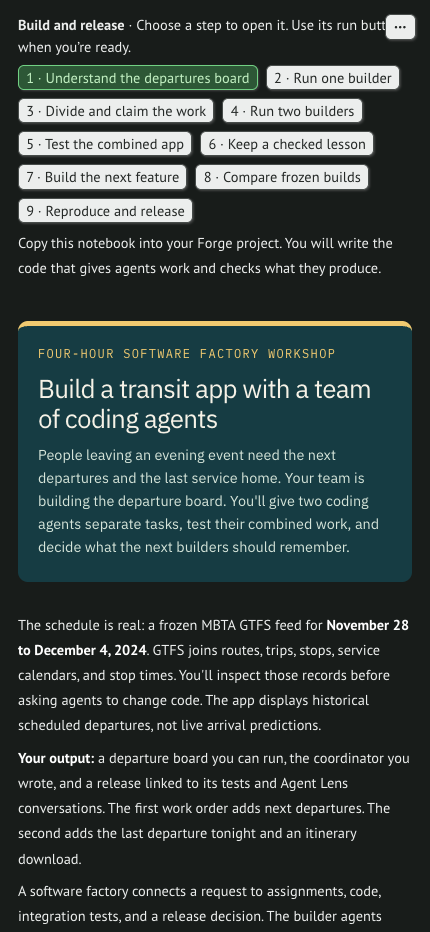 Build and release · Choose a step to open it. Use its run
when you're ready.
1 · Understand the departures board
2 · Run one builder
3 · Divide and claim the work
4 · Run two builders
5 · Test the combined app
6 · Keep a checked lesson
7 · Build the next feature
8 · Compare frozen builds
9 · Reproduce and release
Copy this notebook into your Forge project. You will write the
code that gives agents work and checks what they produce.
FOUR-HOUR SOFTWARE FACTORY WORKSHOP
Build a transit app with a team
of coding agents
People leaving an evening event need the next
departures and the last service home. Your team is
building the departure board. You'll give two coding
agents separate tasks, test their combined work, and
decide what the next builders should remember.
The schedule is real: a frozen MBTA GTFS feed for November 28
to December 4, 2024. GTFS joins routes, trips, stops, service
calendars, and stop times. You'll inspect those records before
asking agents to change code. The app displays historical
scheduled departures, not live arrival predictions.
Your output: a departure board you can run, the coordinator you
wrote, and a release linked to its tests and Agent Lens
conversations. The first work order adds next departures. The
second adds the last departure tonight and an itinerary
download.
A software factory connects a request to assignments, code,
integration tests, and a release decision. The builder agents